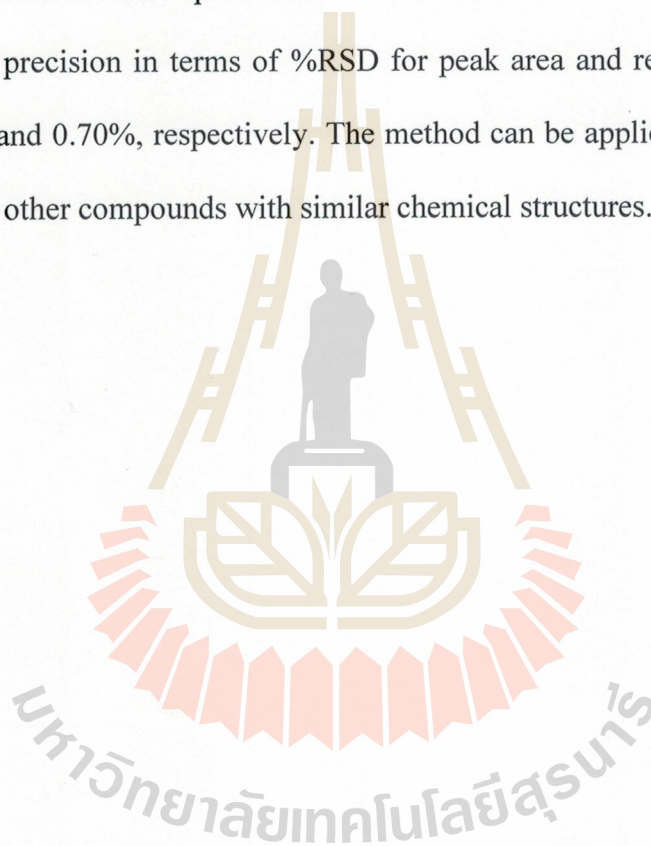 precision in terms of %RSD for peak area and re
and 0.70%, respectively. The method can be applie
other compounds with similar chemical structures.
มหาวิทยาลัยเทคโนโลยีสุรนารี